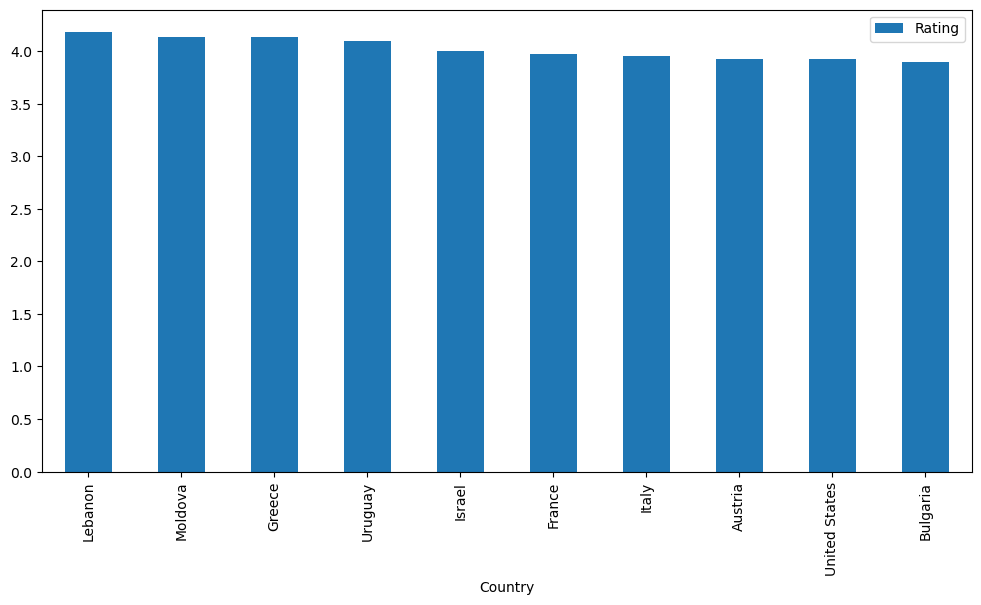 Rating
4.0
3.5
3.0
2.5
2.0
1.5
1.0
0.5
0.0
Lebanon
Moldova
Greece
Uruguay
Israel
France
Italy
Austria
United States
Bulgaria
Country